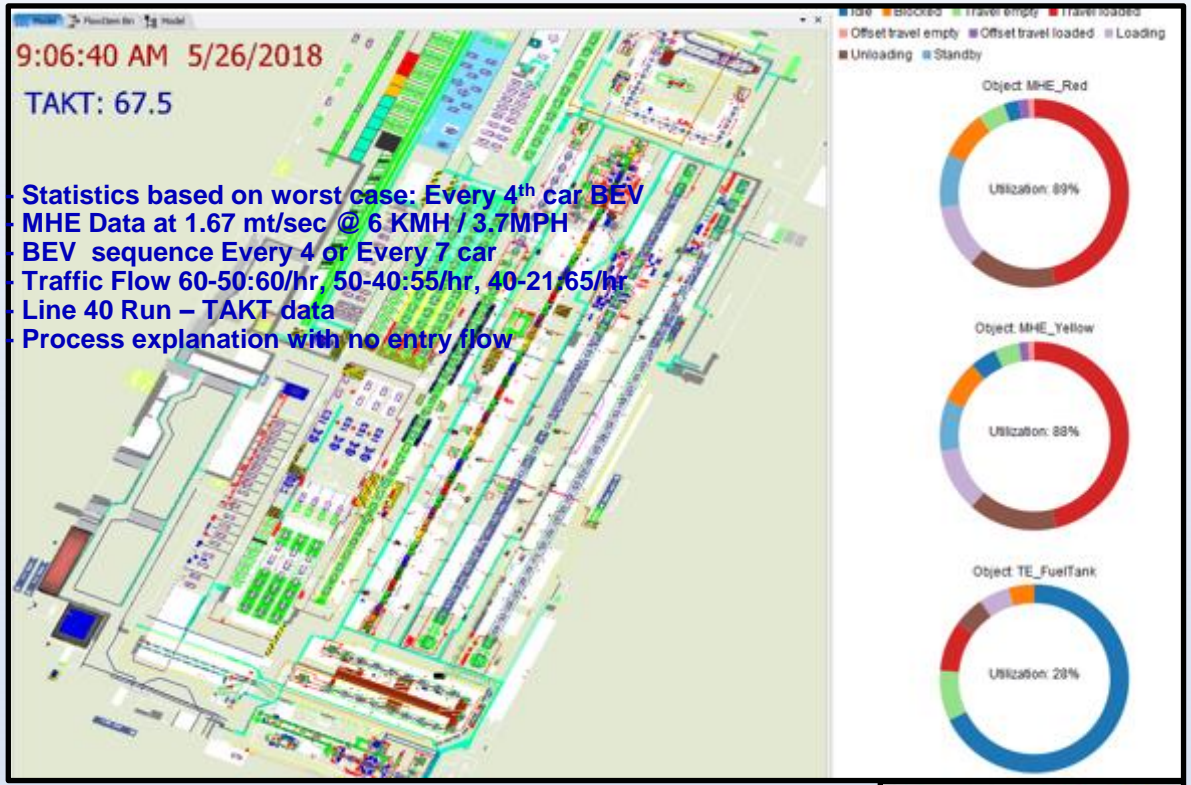 Model FlowItem Bin Model
9:06:40 AM 5/26/2018
TAKT: 67.5
- Statistics based on worst case: Every 4th car BEV
- MHE Data at 1.67 mt/sec @ 6 KMH / 3.7MPH
- BEV sequence Every 4 or Every 7 car
- Traffic Flow 60-50:60/hr, 50-40:55/hr, 40-21:65/hr
- Line 40 Run – TAKT data
- Process explanation with no entry flow
Idle Blocked Travel empty Travel loaded
Offset travel empty Offset travel loaded Loading
Unloading Standby
Object: MHE_Red
Utilization: 89%
Object: MHE_Yellow
Utilization: 88%
Object: TE_FuelTank
Utilization: 28%